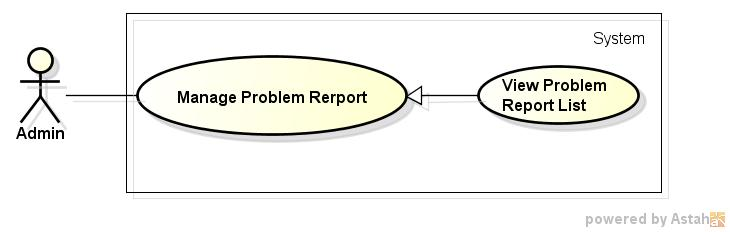 System
Manage Problem Rerport
View Problem
Report List
Admin
powered by Astah